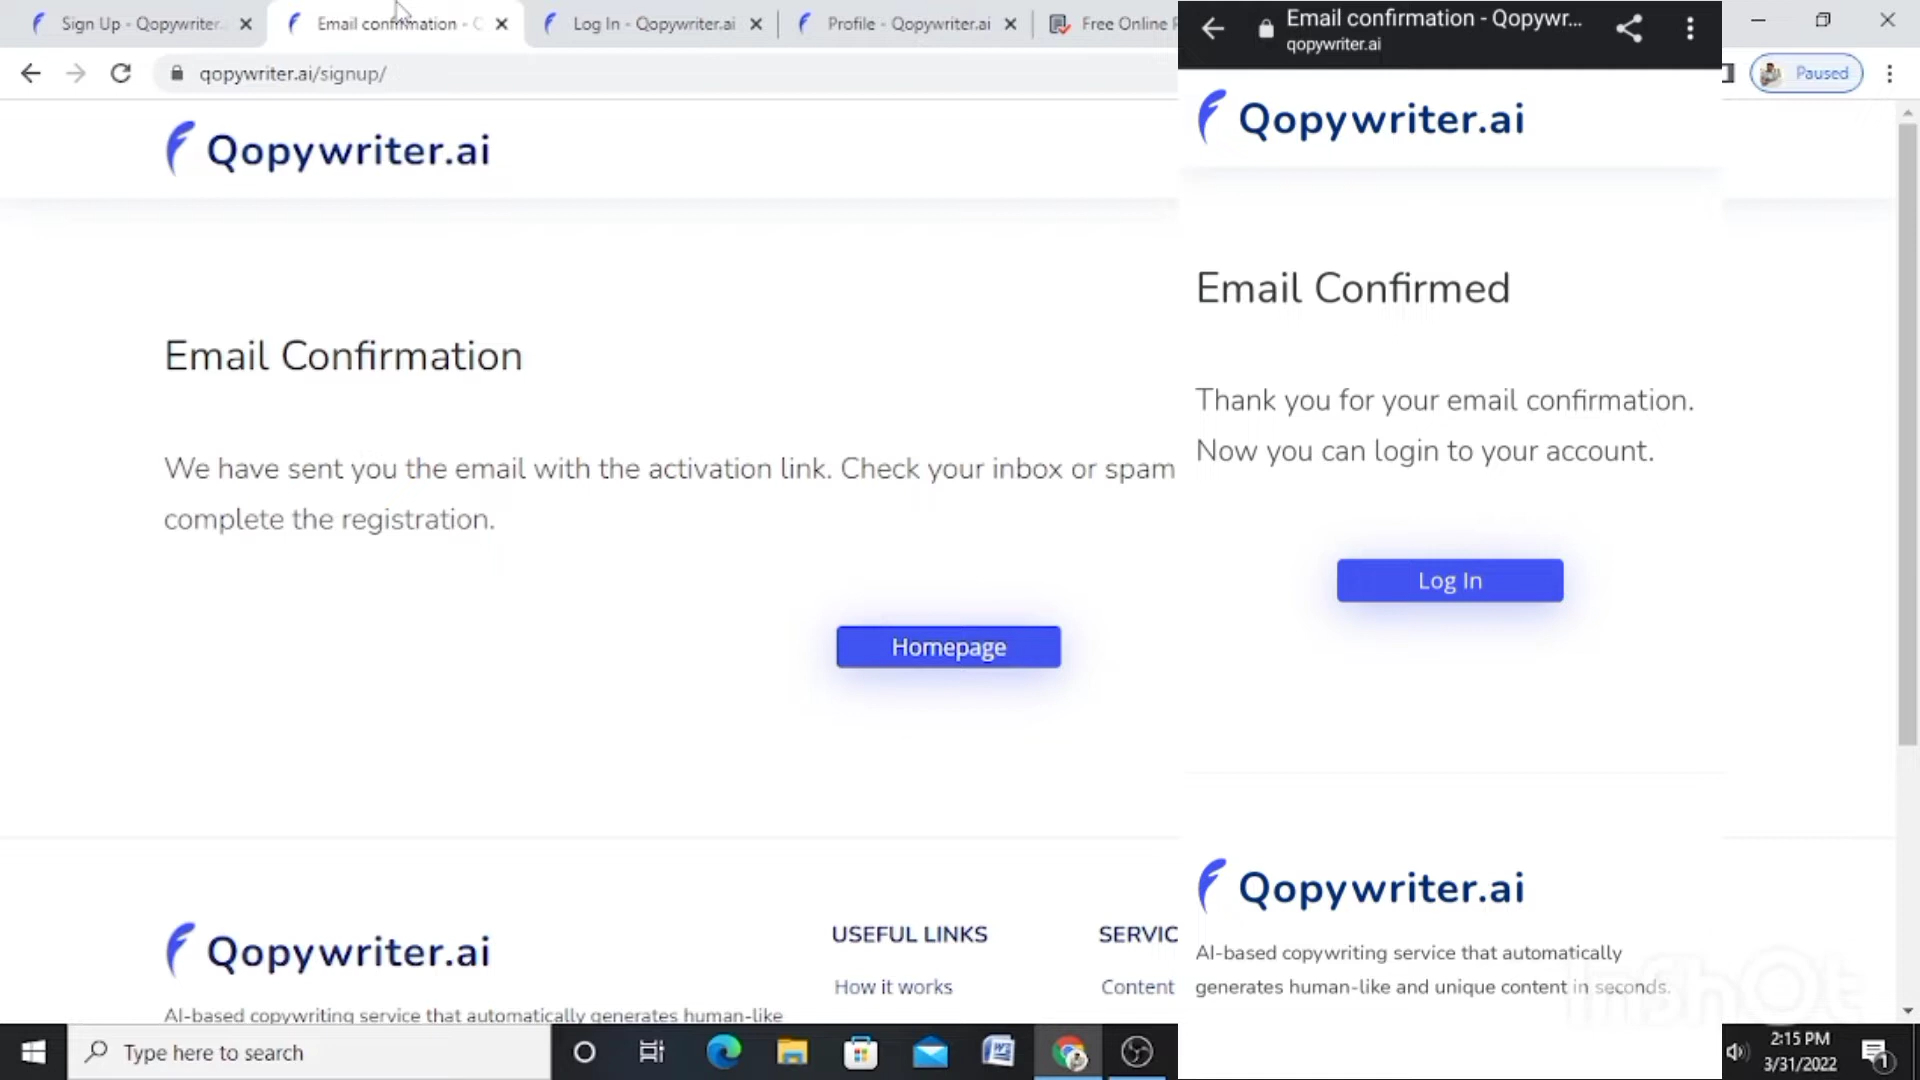 Sign Up - Qopywriter.
Email confirmation -
Log In - Qopywriter.ai
Profile - Qopywriter.ai
Free Online
qopywriter.ai/signup/
Paused
Qopywriter.ai
Email Confirmation
We have sent you the email with the activation link. Check your inbox or spam
complete the registration.
Homepage
Qopywriter.ai
AI-based copywriting service that automatically generates human-like
USEFUL LINKS
How it works
SERVIC
Content
Email confirmation - Qopywr...
qopywriter.ai
Qopywriter.ai
Email Confirmed
Thank you for your email confirmation.
Now you can login to your account.
Log In
Qopywriter.ai
AI-based copywriting service that automatically
generates human-like and unique content in seconds.
InShOt
Type here to search
2:15 PM
3/31/2022
1